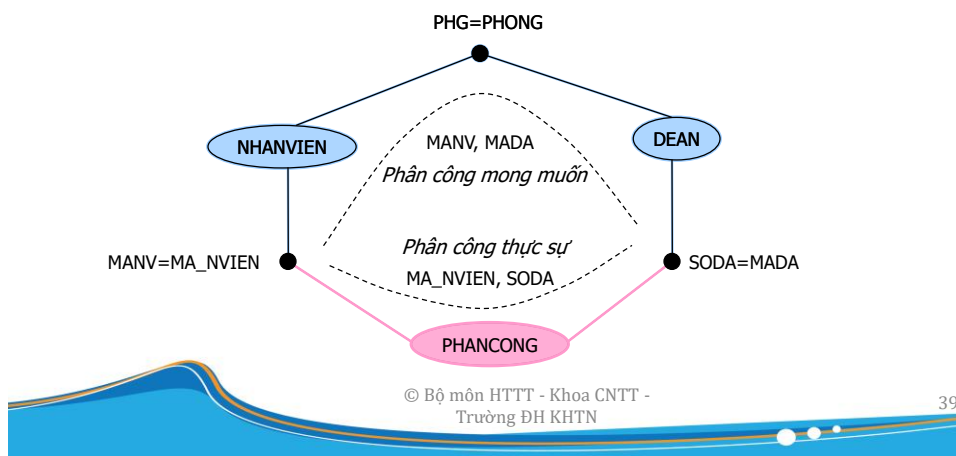 PHG=PHONG
NHANVIEN
DEAN
MANV, MADA
Phân công mong muốn
Phân công thực sự
MANV=MA_NVIEN
SODA=MADA
MA_NVIEN, SODA
PHANCONG
© Bộ môn HTTT - Khoa CNTT -
Trường ĐH KHTN
39